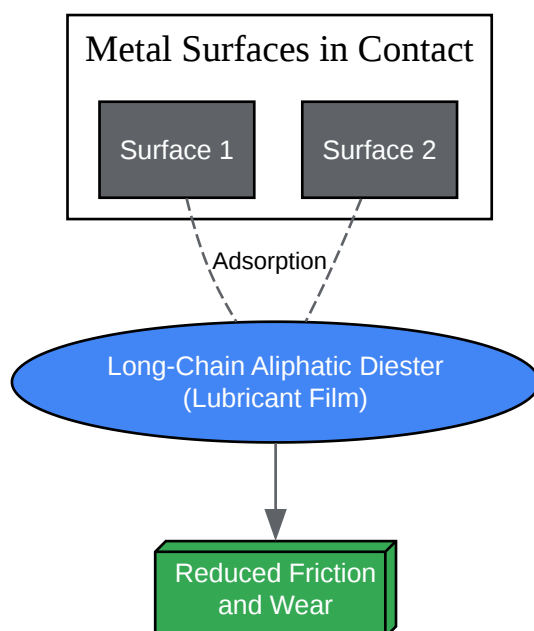 Metal Surfaces in Contact
Surface 1
Surface 2
Adsorption
Long-Chain Aliphatic Diester
(Lubricant Film)
Reduced Friction
and Wear